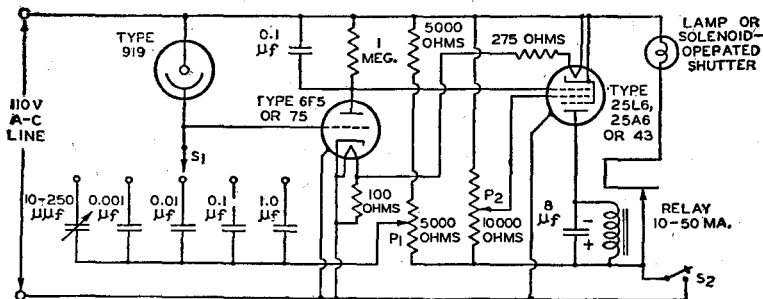 TYPE
919
0.1
μf
1
MEG.
5000
OHMS
275 OHMS
LAMP OR
SOLENOID-
OPERATED
SHUTTER
110V
A-C
LINE
TYPE 6F5
OR 75
TYPE
25L6,
25A6
OR 43
S1
10-250
μμf
0.001
μf
0.01
μf
0.1
μf
1.0
μf
100
OHMS
P1
5000
OHMS
P2
10000
OHMS
8
μf
-
+
RELAY
10-50 MA.
S2